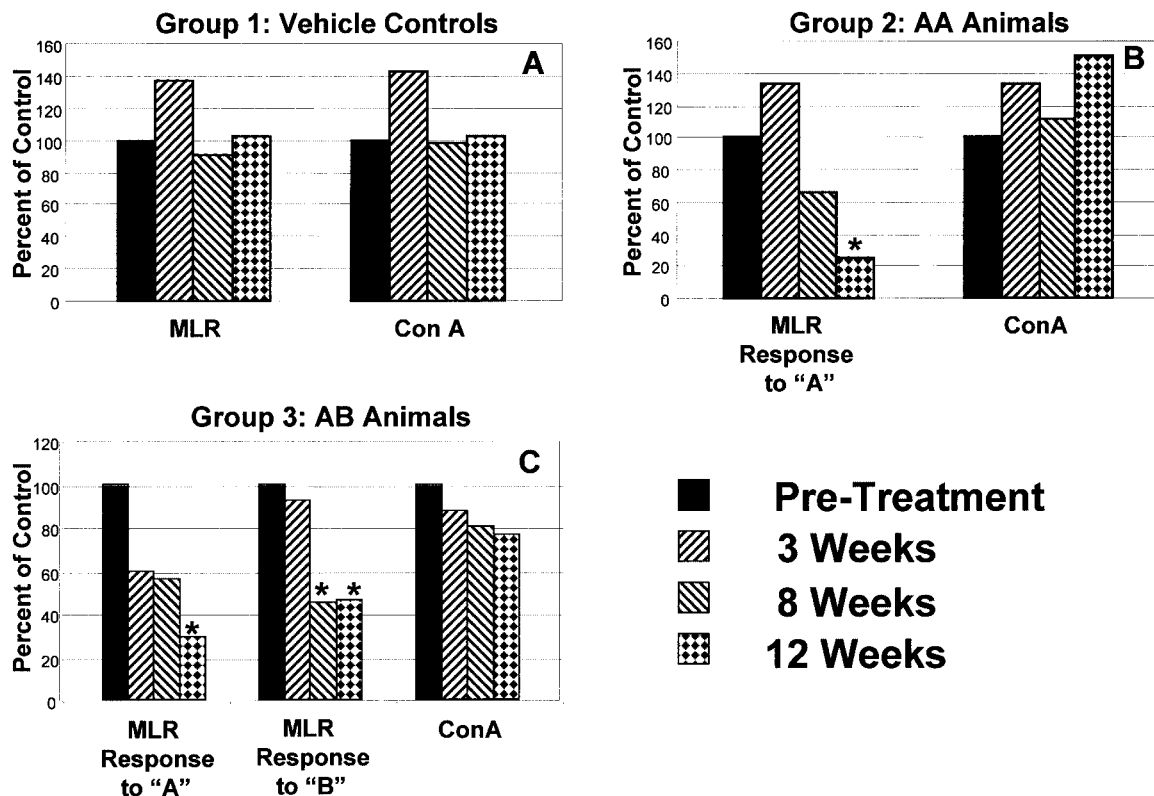 Group 1: Vehicle Controls
A
Percent of Control
160
140
120
100
80
60
40
20
0
MLR
Con A
Group 2: AA Animals
B
Percent of Control
160
140
120
100
80
60
40
20
0
*
MLR
Response
to “A”
ConA
Group 3: AB Animals
C
Percent of Control
120
100
80
60
40
20
0
*
* *
MLR
Response
to “A”
MLR
Response
to “B”
ConA
Pre-Treatment
3 Weeks
8 Weeks
12 Weeks